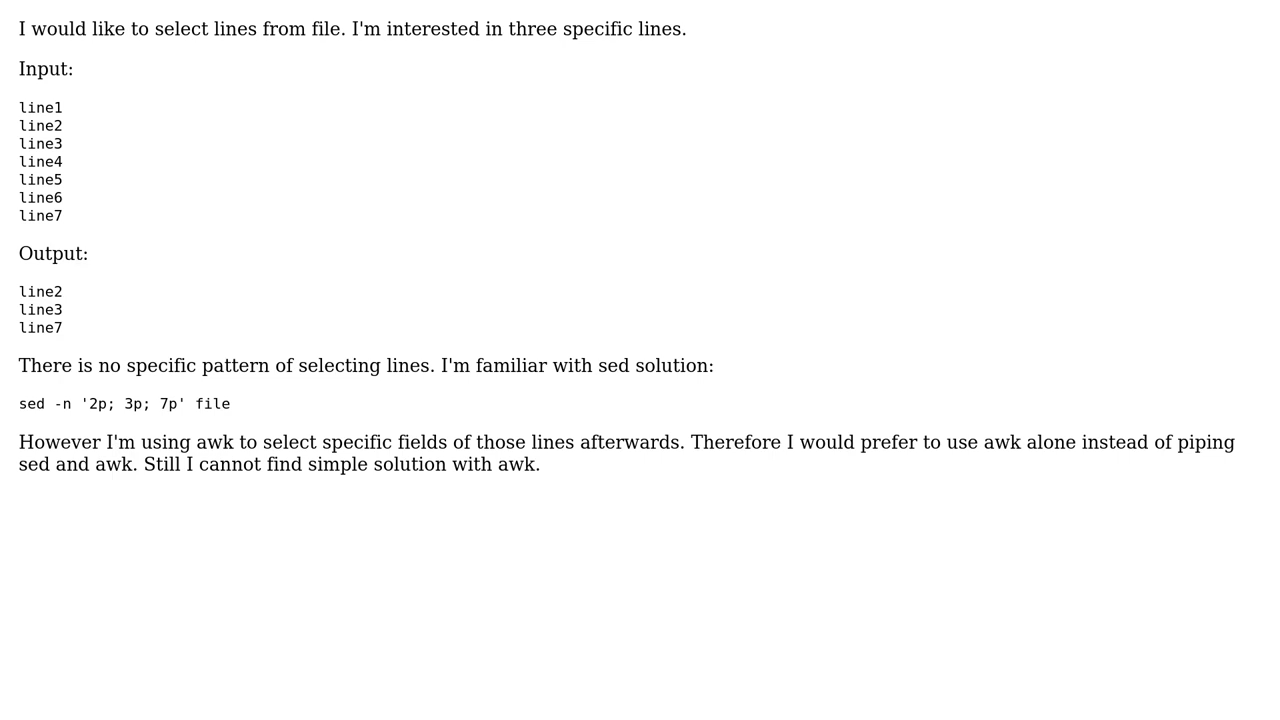 I would like to select lines from file. I'm interested in three specific lines.
Input:
line1
line2
line3
line4
line5
line6
line7
Output:
line2
line3
line7
There is no specific pattern of selecting lines. I'm familiar with sed solution:
sed -n '2p; 3p; 7p' file
However I'm using awk to select specific fields of those lines afterwards. Therefore I would prefer to use awk alone instead of piping
sed and awk. Still I cannot find simple solution with awk.